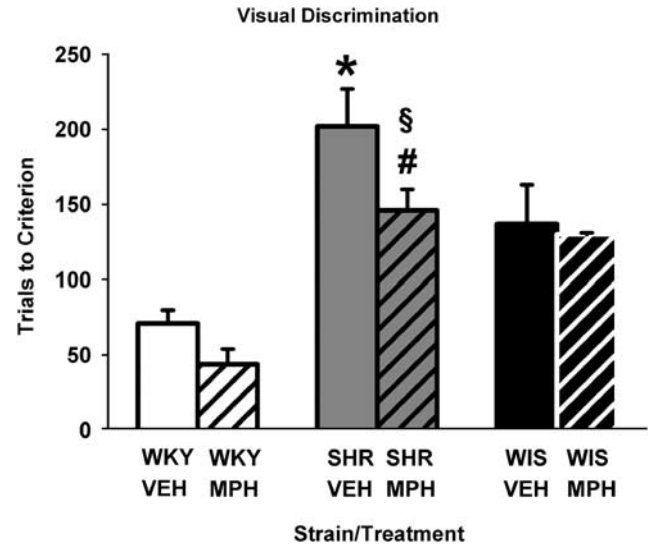 Visual Discrimination
Trials to Criterion
250
200
150
100
50
0
*
§
#
WKY WKY SHR SHR WIS WIS
VEH MPH VEH MPH VEH MPH
Strain/Treatment